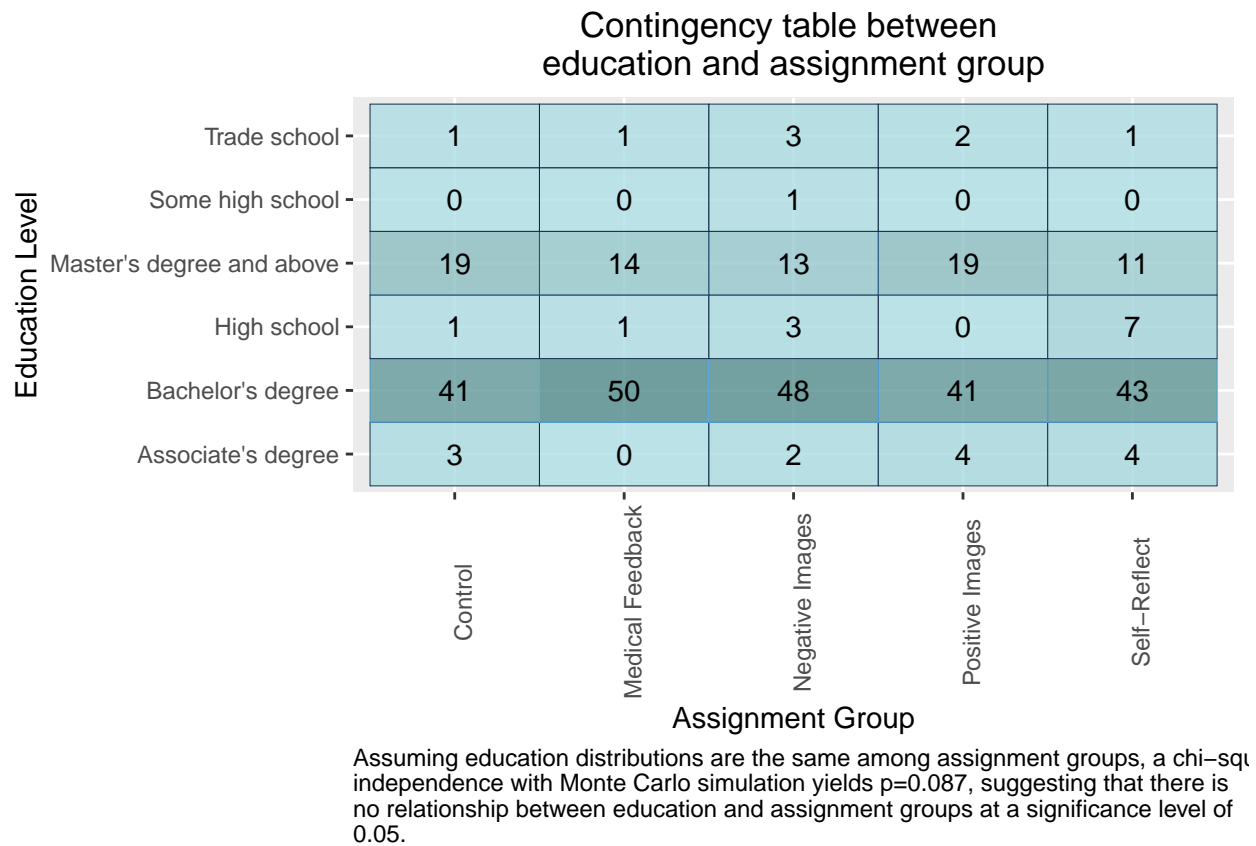 Contingency table between
education and assignment group
Education Level
Trade school 1 1 3 2 1
Some high school 0 0 1 0 0
Master's degree and above 19 14 13 19 11
High school 1 1 3 0 7
Bachelor's degree 41 50 48 41 43
Associate's degree 3 0 2 4 4
Control Medical Feedback Negative Images Positive Images Self−Reflect
Assignment Group
Assuming education distributions are the same among assignment groups, a
independence with Monte Carlo simulation yields p=0.087, suggesting that there is
no relationship between education and assignment groups at a significance level of
0.05.